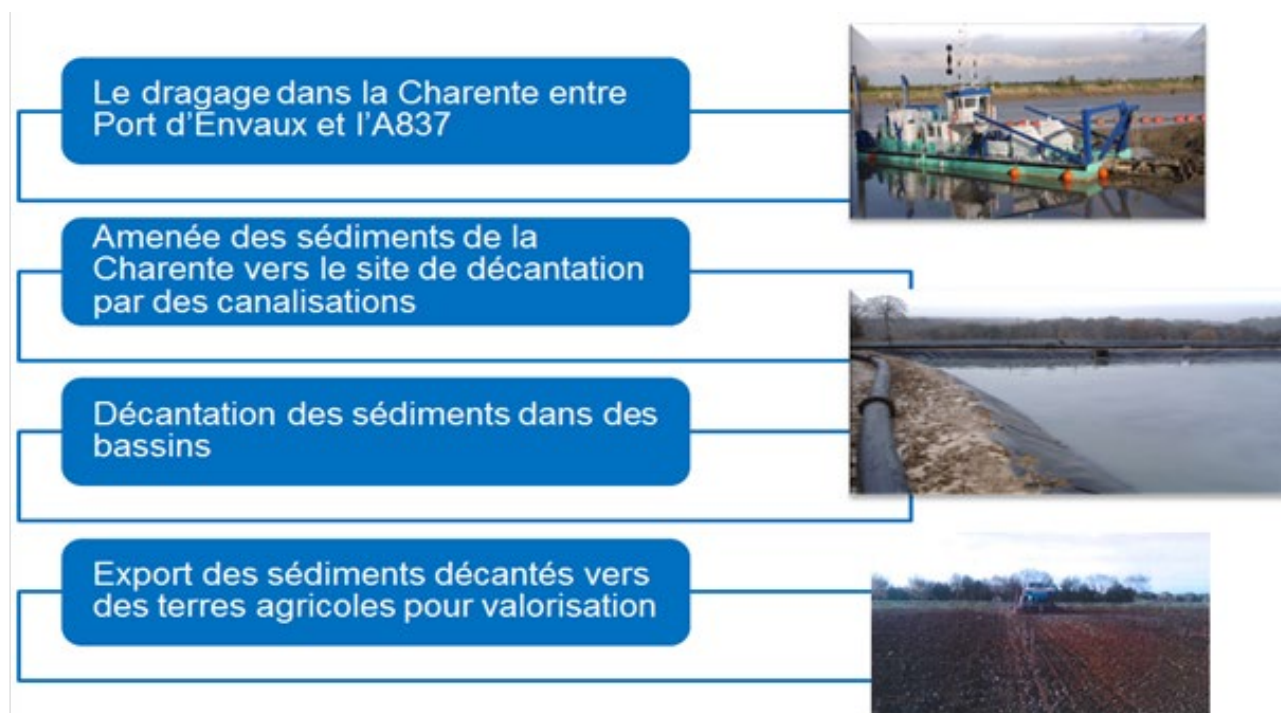 Le dragage dans la Charente entre
Port d’Envaux et l’A837
Amenée des sédiments de la
Charente vers le site de décantation
par des canalisations
Décantation des sédiments dans des
bassins
Export des sédiments décantés vers
des terres agricoles pour valorisation